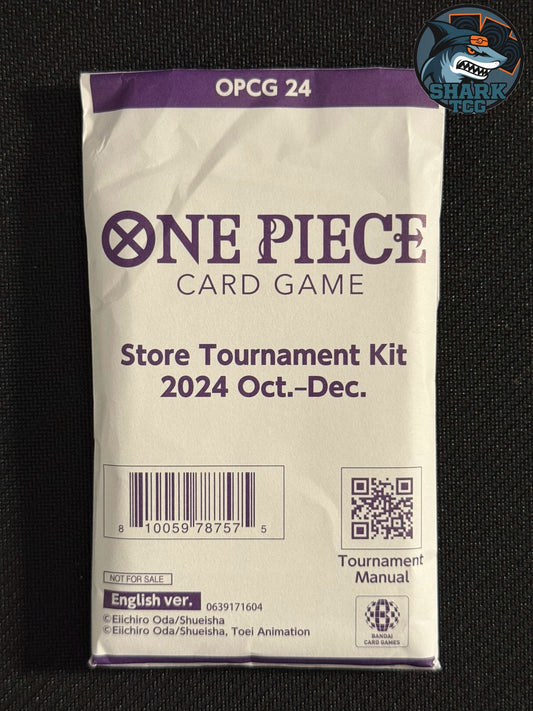 OPCG 24
SHARK
TCG
ONE PIECE
CARD GAME
Store Tournament Kit
2024 Oct.–Dec.
8 10059 78757 5
Tournament
Manual
NOT FOR SALE
English ver. 0639171604
©Eiichiro Oda/Shueisha
©Eiichiro Oda/Shueisha, Toei Animation
BANDAI
CARD GAMES